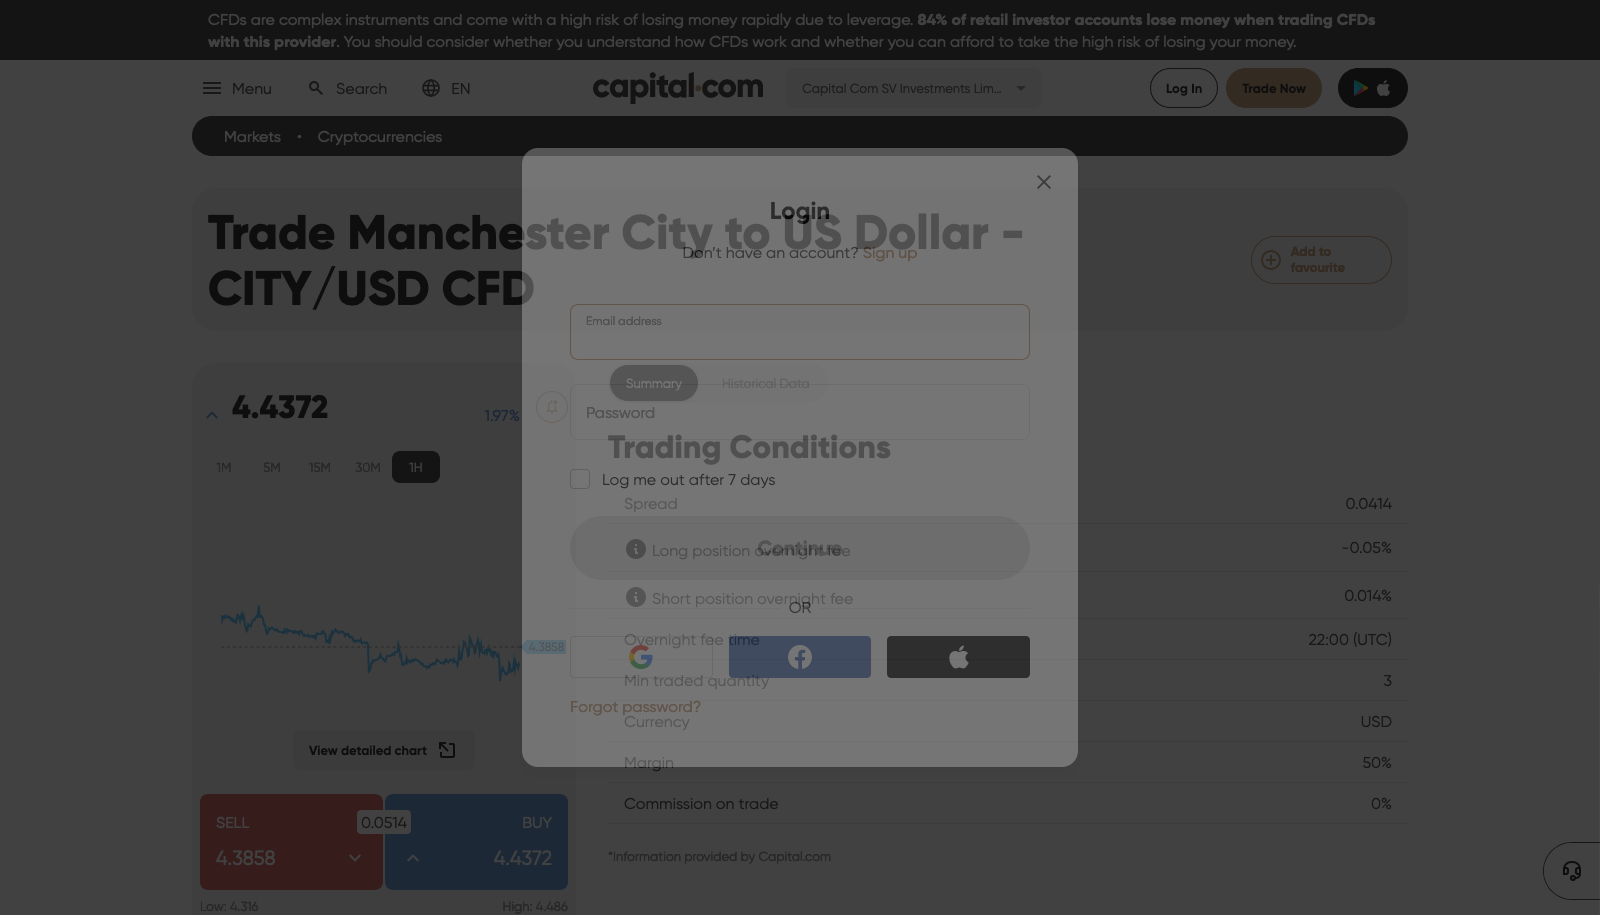 CFDs are complex instruments and come with a high risk of losing money rapidly due to leverage. 84% of retail investor accounts lose money when trading CFDs
with this provider. You should consider whether you understand how CFDs work and whether you can afford to take the high risk of losing your money.
Menu
Search
EN
capital.com
Capital Com SV Investments Lim...
Log In
Trade Now
Markets • Cryptocurrencies
Trade Manchester City to US Dollar -
CITY/USD CFD
Add to
favourite
Login
Don't have an account? Sign up
Email address
Password
Log me out after 7 days
Continue
OR
Forgot password?
4.4372
1.97%
1M
5M
15M
30M
1H
4.3858
View detailed chart
SELL
4.3858
0.0514
BUY
4.4372
Low: 4.316
High: 4.486
Summary
Historical Data
Trading Conditions
Spread 0.0414
Long position overnight fee -0.05%
Short position overnight fee 0.014%
Overnight fee time 22:00 (UTC)
Min traded quantity 3
Currency USD
Margin 50%
Commission on trade 0%
*Information provided by Capital.com